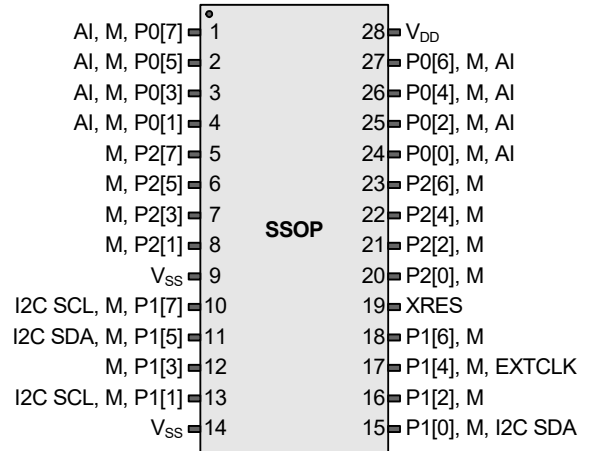 AI, M, P0[7] 1 28 VDD
AI, M, P0[5] 2 27 P0[6], M, AI
AI, M, P0[3] 3 26 P0[4], M, AI
AI, M, P0[1] 4 25 P0[2], M, AI
M, P2[7] 5 24 P0[0], M, AI
M, P2[5] 6 23 P2[6], M
M, P2[3] 7 22 P2[4], M
SSOP
M, P2[1] 8 21 P2[2], M
VSS 9 20 P2[0], M
I2C SCL, M, P1[7] 10 19 XRES
I2C SDA, M, P1[5] 11 18 P1[6], M
M, P1[3] 12 17 P1[4], M, EXTCLK
I2C SCL, M, P1[1] 13 16 P1[2], M
VSS 14 15 P1[0], M, I2C SDA